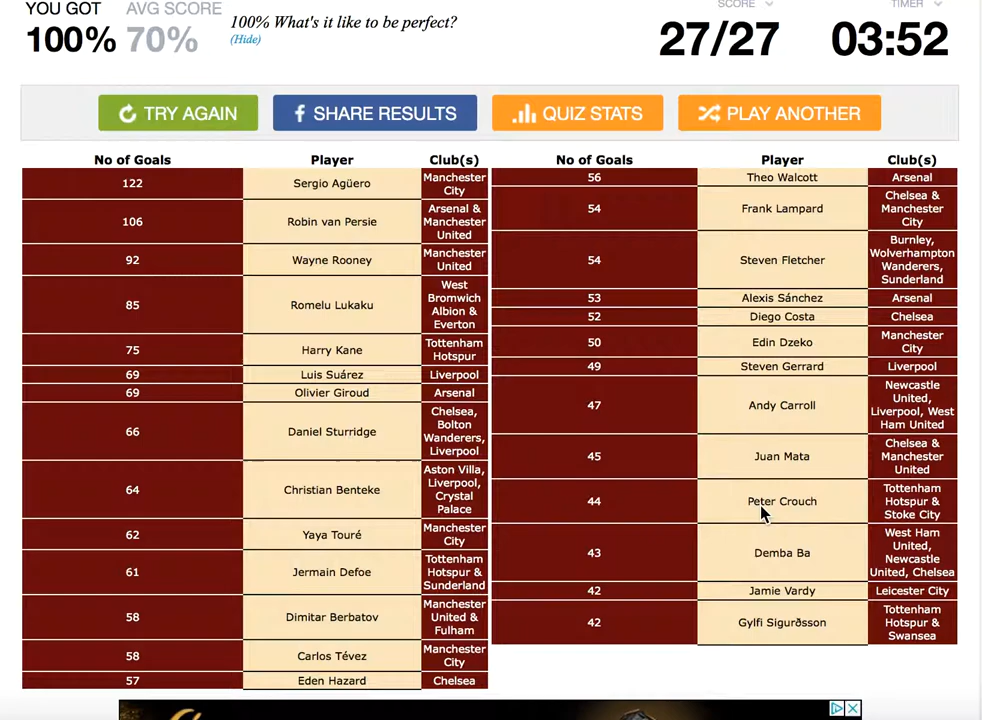 YOU GOT
100%
AVG SCORE
70%
100% What's it like to be perfect?
(Hide)
SCORE
27/27
TIMER
03:52
TRY AGAIN
f SHARE RESULTS
QUIZ STATS
PLAY ANOTHER
No of Goals Player Club(s)
122 Sergio Agüero Manchester
City
106 Robin van Persie Arsenal &
Manchester
United
92 Wayne Rooney Manchester
United
85 Romelu Lukaku West
Bromwich
Albion &
Everton
75 Harry Kane Tottenham
Hotspur
69 Luis Suárez Liverpool
69 Olivier Giroud Arsenal
66 Daniel Sturridge Chelsea,
Bolton
Wanderers,
Liverpool
64 Christian Benteke Aston Villa,
Liverpool,
Crystal
Palace
62 Yaya Touré Manchester
City
61 Jermain Defoe Tottenham
Hotspur &
Sunderland
58 Dimitar Berbatov Manchester
United &
Fulham
58 Carlos Tévez Manchester
City
57 Eden Hazard Chelsea
No of Goals Player Club(s)
56 Theo Walcott Arsenal
54 Frank Lampard Chelsea &
Manchester
City
54 Steven Fletcher Burnley,
Wolverhampton
Wanderers,
Sunderland
53 Alexis Sánchez Arsenal
52 Diego Costa Chelsea
50 Edin Dzeko Manchester
City
49 Steven Gerrard Liverpool
47 Andy Carroll Newcastle
United,
Liverpool, West
Ham United
45 Juan Mata Chelsea &
Manchester
United
44 Peter Crouch Tottenham
Hotspur &
Stoke City
43 Demba Ba West Ham
United,
Newcastle
United, Chelsea
42 Jamie Vardy Leicester City
42 Gylfi Sigurðsson Tottenham
Hotspur &
Swansea